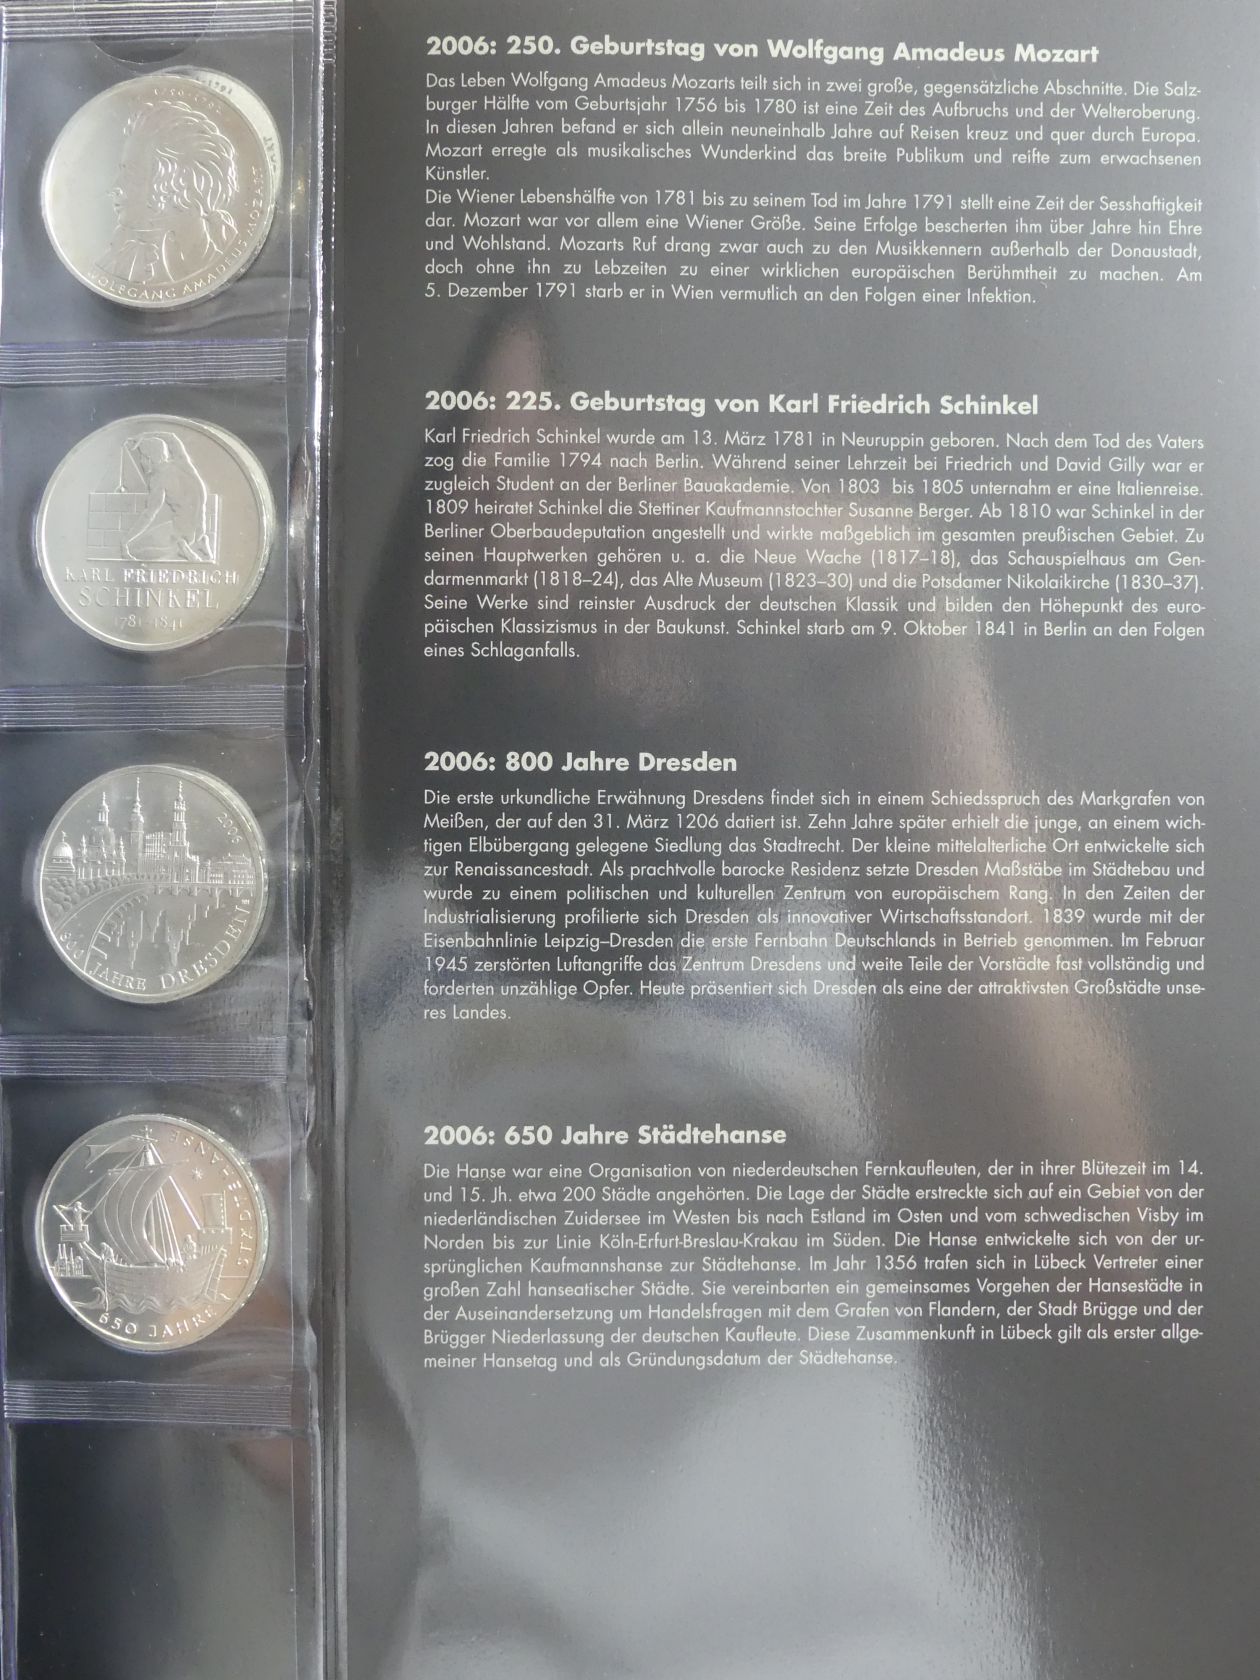 WOLFGANG AMADEUS MOZART
2006: 250. Geburtstag von Wolfgang Amadeus Mozart
Das Leben Wolfgang Amadeus Mozarts teilt sich in zwei große, gegensätzliche Abschnitte. Die Salz-
burger Hälfte vom Geburtsjahr 1756 bis 1780 ist eine Zeit des Aufbruchs und der Welteroberung.
In diesen Jahren befand er sich allein neuneinhalb Jahre auf Reisen kreuz und quer durch Europa.
Mozart erregte als musikalisches Wunderkind das breite Publikum und reifte zum erwachsenen
Künstler.
Die Wiener Lebenshälfte von 1781 bis zu seinem Tod im Jahre 1791 stellt eine Zeit der Sesshaftigkeit
dar. Mozart war vor allem eine Wiener Größe. Seine Erfolge bescherten ihm über Jahre hin Ehre
und Wohlstand. Mozarts Ruf drang zwar auch zu den Musikkennern außerhalb der Donaustadt,
doch ohne ihn zu Lebzeiten zu einer wirklichen europäischen Berühmtheit zu machen. Am
5. Dezember 1791 starb er in Wien vermutlich an den Folgen einer Infektion.
KARL FRIEDRICH
SCHINKEL
1781-1841
2006: 225. Geburtstag von Karl Friedrich Schinkel
Karl Friedrich Schinkel wurde am 13. März 1781 in Neuruppin geboren. Nach dem Tod des Vaters
zog die Familie 1794 nach Berlin. Während seiner Lehrzeit bei Friedrich und David Gilly war er
zugleich Student an der Berliner Bauakademie. Von 1803 bis 1805 unternahm er eine Italienreise.
1809 heiratet Schinkel die Stettiner Kaufmannstochter Susanne Berger. Ab 1810 war Schinkel in der
Berliner Oberbaudeputation angestellt und wirkte maßgeblich im gesamten preußischen Gebiet. Zu
seinen Hauptwerken gehören u. a. die Neue Wache (1817–18), das Schauspielhaus am Gen-
darmenmarkt (1818–24), das Alte Museum (1823–30) und die Potsdamer Nikolaikirche (1830–37).
Seine Werke sind reinster Ausdruck der deutschen Klassik und bilden den Höhepunkt des euro-
päischen Klassizismus in der Baukunst. Schinkel starb am 9. Oktober 1841 in Berlin an den Folgen
eines Schlaganfalls.
2006
800 JAHRE DRESDEN
2006: 800 Jahre Dresden
Die erste urkundliche Erwähnung Dresdens findet sich in einem Schiedsspruch des Markgrafen von
Meißen, der auf den 31. März 1206 datiert ist. Zehn Jahre später erhielt die junge, an einem wich-
tigen Elbübergang gelegene Siedlung das Stadtrecht. Der kleine mittelalterliche Ort entwickelte sich
zur Renaissancestadt. Als prachtvolle barocke Residenz setzte Dresden Maßstäbe im Städtebau und
wurde zu einem politischen und kulturellen Zentrum von europäischem Rang. In den Zeiten der
Industrialisierung profilierte sich Dresden als innovativer Wirtschaftsstandort. 1839 wurde mit der
Eisenbahnlinie Leipzig–Dresden die erste Fernbahn Deutschlands in Betrieb genommen. Im Februar
1945 zerstörten Luftangriffe das Zentrum Dresdens und weite Teile der Vorstädte fast vollständig und
forderten unzählige Opfer. Heute präsentiert sich Dresden als eine der attraktivsten Großstädte unse-
res Landes.
650 JAHRE STÄDTEHANSE
2006: 650 Jahre Städtehanse
Die Hanse war eine Organisation von niederdeutschen Fernkaufleuten, der in ihrer Blütezeit im 14.
und 15. Jh. etwa 200 Städte angehörten. Die Lage der Städte erstreckte sich auf ein Gebiet von der
niederländischen Zuidersee im Westen bis nach Estland im Osten und vom schwedischen Visby im
Norden bis zur Linie Köln-Erfurt-Breslau-Krakau im Süden. Die Hanse entwickelte sich von der ur-
sprünglichen Kaufmannshanse zur Städtehanse. Im Jahr 1356 trafen sich in Lübeck Vertreter einer
großen Zahl hanseatischer Städte. Sie vereinbarten ein gemeinsames Vorgehen der Hansestädte in
der Auseinandersetzung um Handelsfragen mit dem Grafen von Flandern, der Stadt Brügge und der
Brügger Niederlassung der deutschen Kaufleute. Diese Zusammenkunft in Lübeck gilt als erster allge-
meiner Hansetag und als Gründungsdatum der Städtehanse.